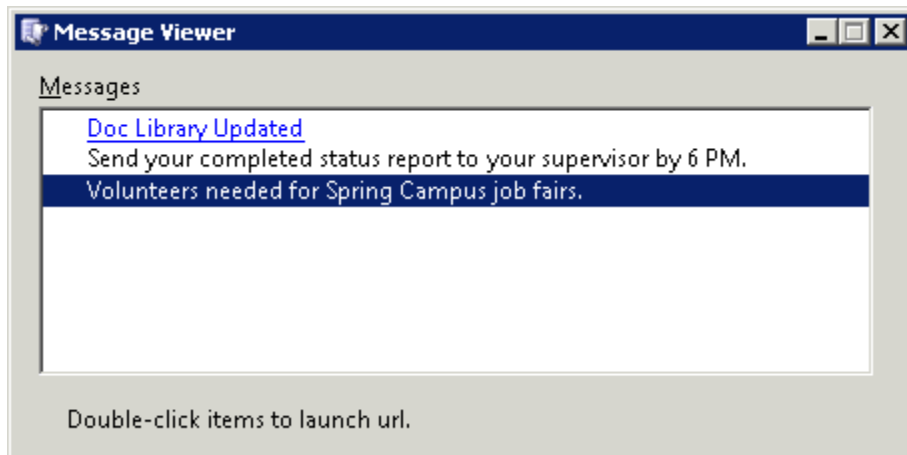 Message Viewer
Messages
Doc Library Updated
Send your completed status report to your supervisor by 6 PM.
Volunteers needed for Spring Campus job fairs.
Double-click items to launch url.